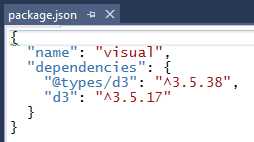 package.json
{
"name": "visual",
"dependencies": {
"@types/d3": "^3.5.38",
"d3": "^3.5.17"
}
}